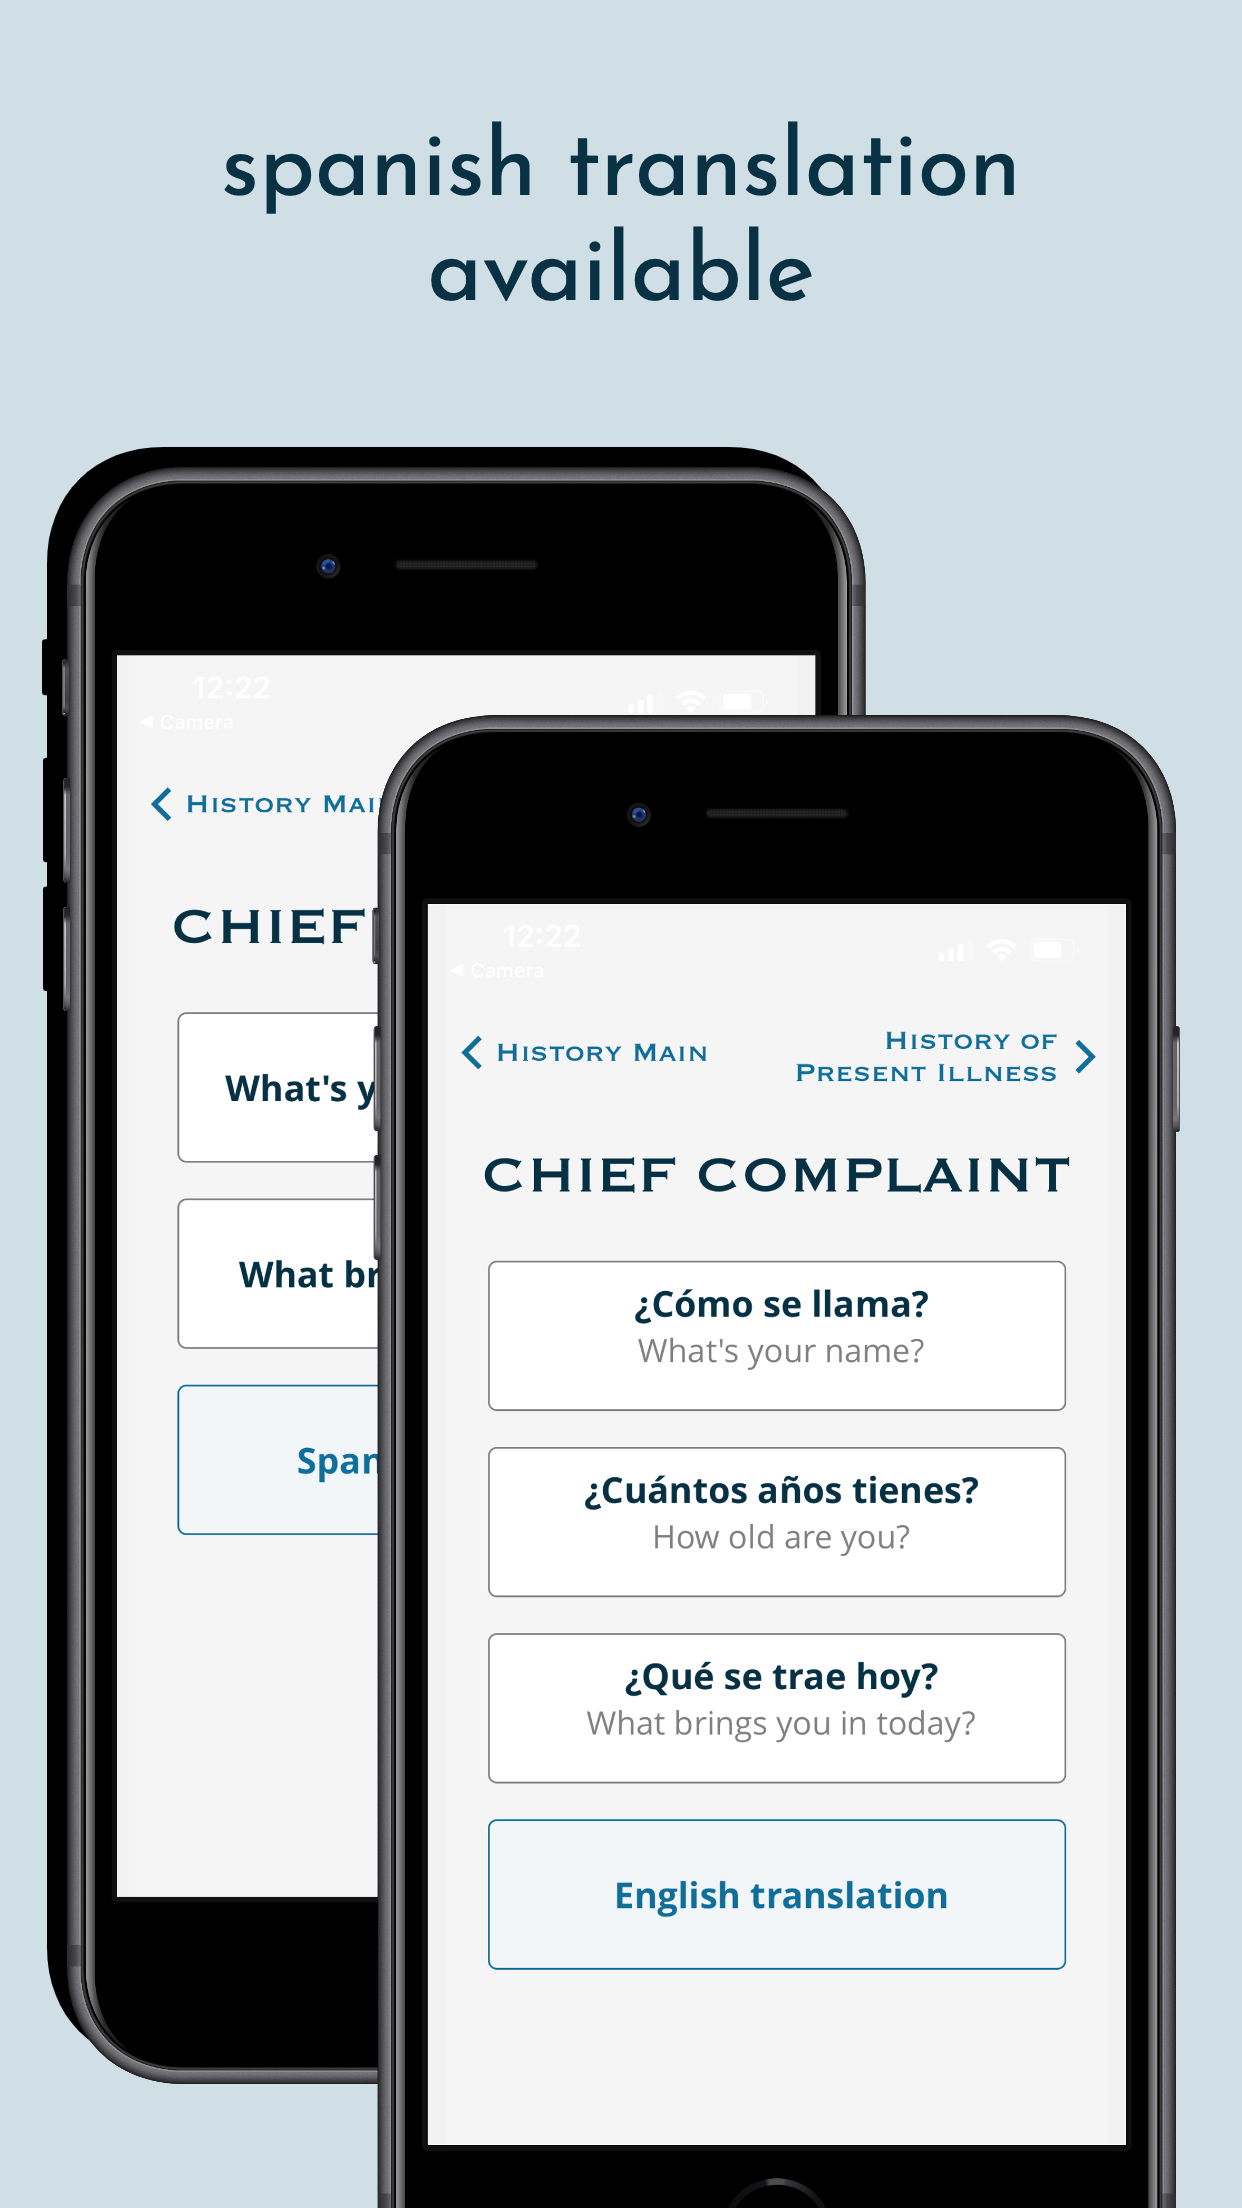 spanish translation
available
12:22
◀ Camera
HISTORY MAI
CHIEF
What's y
What br
Span
12:22
◀ Camera
HISTORY MAIN
HISTORY OF
PRESENT ILLNESS
CHIEF COMPLAINT
¿Cómo se llama?
What's your name?
¿Cuántos años tienes?
How old are you?
¿Qué se trae hoy?
What brings you in today?
English translation